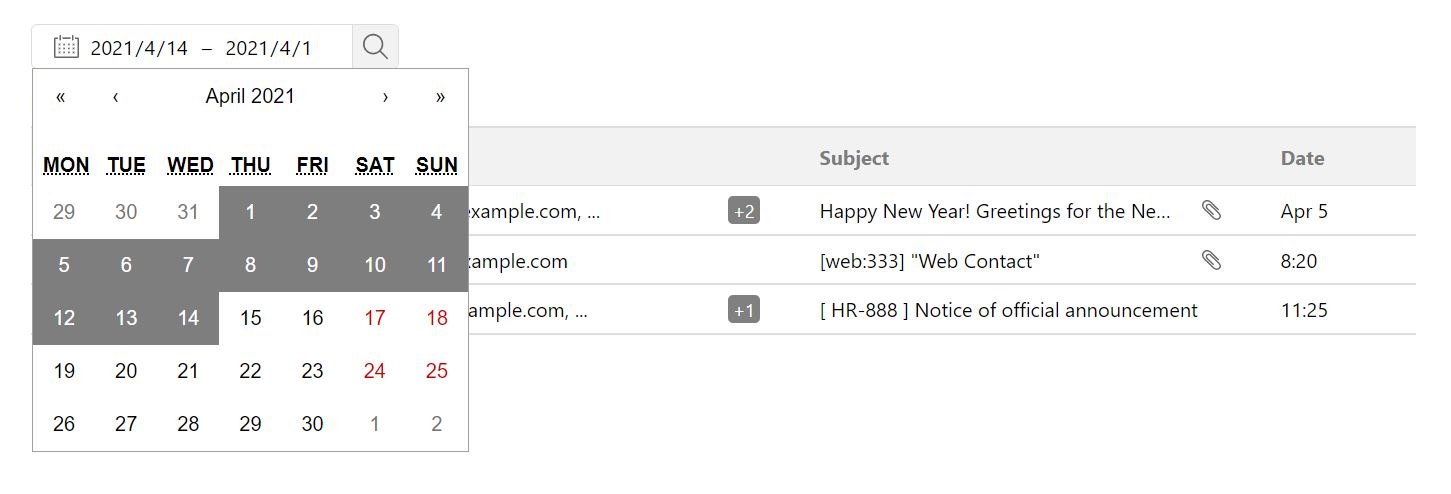 2021/4/14 – 2021/4/1
« ‹ April 2021 › »
MON TUE WED THU FRI SAT SUN
29 30 31 1 2 3 4
5 6 7 8 9 10 11
12 13 14 15 16 17 18
19 20 21 22 23 24 25
26 27 28 29 30 1 2
Subject Date
example.com, ... +2 Happy New Year! Greetings for the Ne... Apr 5
xample.com [web:333] "Web Contact" 8:20
ample.com, ... +1 [ HR-888 ] Notice of official announcement 11:25